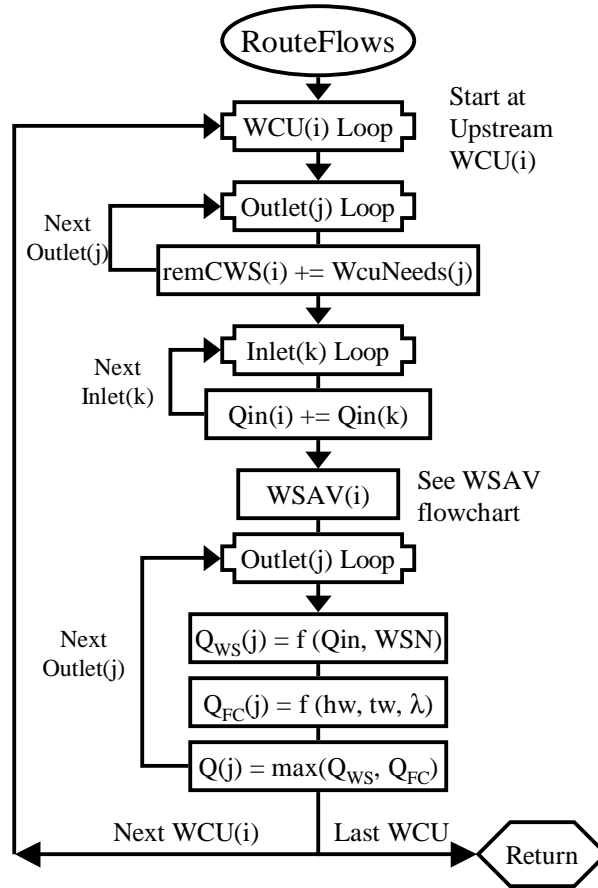 RouteFlows
WCU(i) Loop
Start at
Upstream
WCU(i)
Outlet(j) Loop
Next
Outlet(j)
remCWS(i) += WcuNeeds(j)
Inlet(k) Loop
Next
Inlet(k)
Qin(i) += Qin(k)
WSAV(i)
See WSAV
flowchart
Outlet(j) Loop
Next
Outlet(j)
Q_WS(j) = f (Qin, WSN)
Q_FC(j) = f (hw, tw, λ)
Q(j) = max(Q_WS, Q_FC)
Next WCU(i)
Last WCU
Return